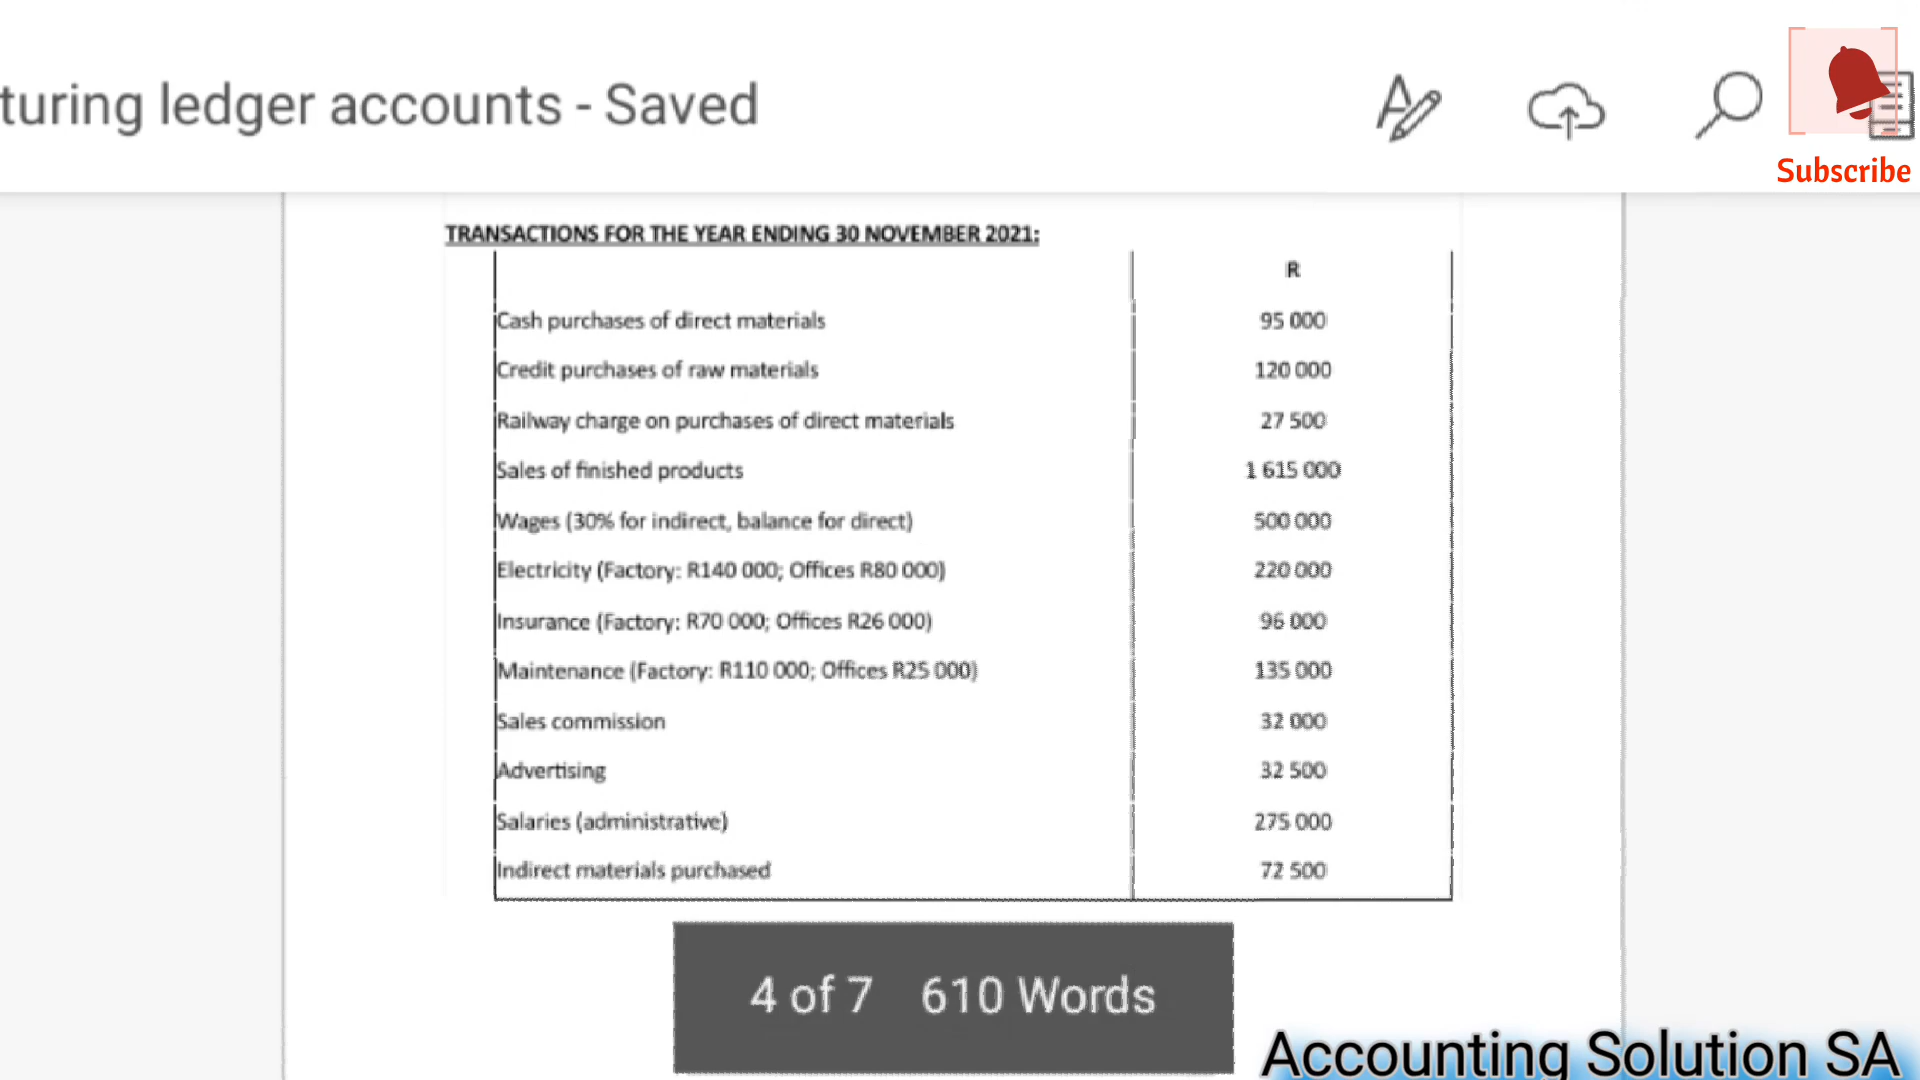 turing ledger accounts - Saved
Subscribe
TRANSACTIONS FOR THE YEAR ENDING 30 NOVEMBER 2021:
R
Cash purchases of direct materials 95 000
Credit purchases of raw materials 120 000
Railway charge on purchases of direct materials 27 500
Sales of finished products 1 615 000
Wages (30% for indirect, balance for direct) 500 000
Electricity (Factory: R140 000; Offices R80 000) 220 000
Insurance (Factory: R70 000; Offices R26 000) 96 000
Maintenance (Factory: R110 000; Offices R25 000) 135 000
Sales commission 32 000
Advertising 32 500
Salaries (administrative) 275 000
Indirect materials purchased 72 500
4 of 7 610 Words
Accounting Solution SA